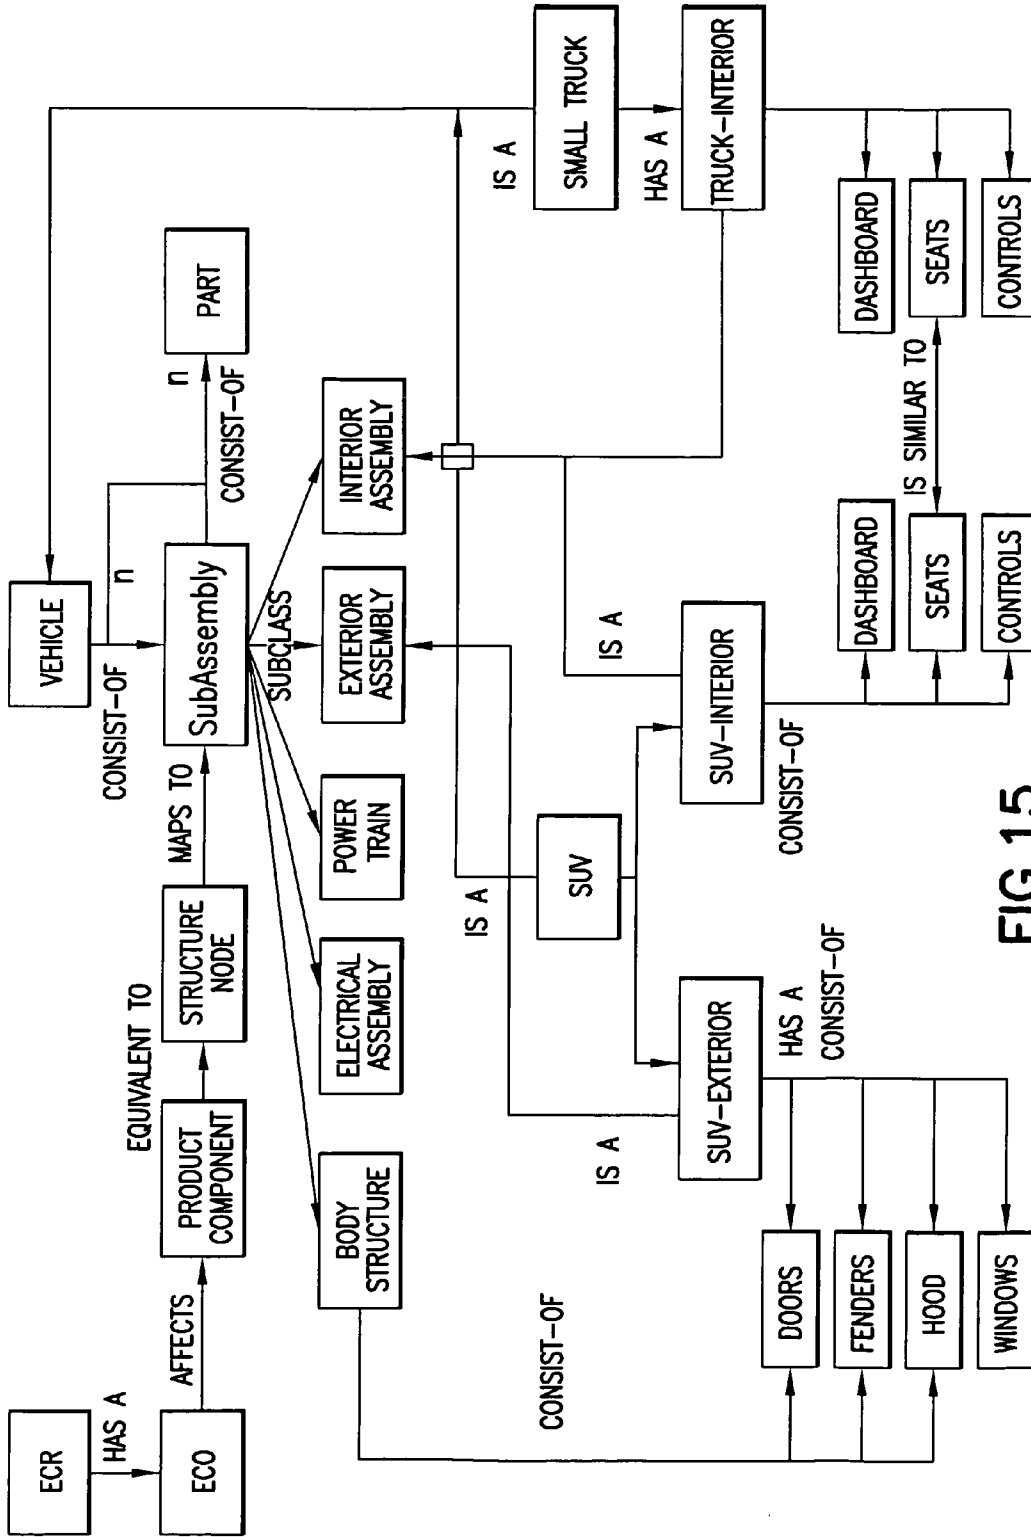 ECR
HAS A
ECO
AFFECTS
PRODUCT
COMPONENT
EQUIVALENT TO
STRUCTURE
NODE
MAPS TO
VEHICLE
CONSIST-OF
n
SubAssembly
n
CONSIST-OF
PART
SUBCLASS
BODY
STRUCTURE
ELECTRICAL
ASSEMBLY
POWER
TRAIN
EXTERIOR
ASSEMBLY
INTERIOR
ASSEMBLY
IS A
SUV
IS A
SMALL TRUCK
HAS A
TRUCK-INTERIOR
IS A
SUV-EXTERIOR
IS A
SUV-INTERIOR
CONSIST-OF
HAS A
CONSIST-OF
CONSIST-OF
DOORS
FENDERS
HOOD
WINDOWS
DASHBOARD
SEATS
CONTROLS
IS SIMILAR TO
DASHBOARD
SEATS
CONTROLS
FIG.15